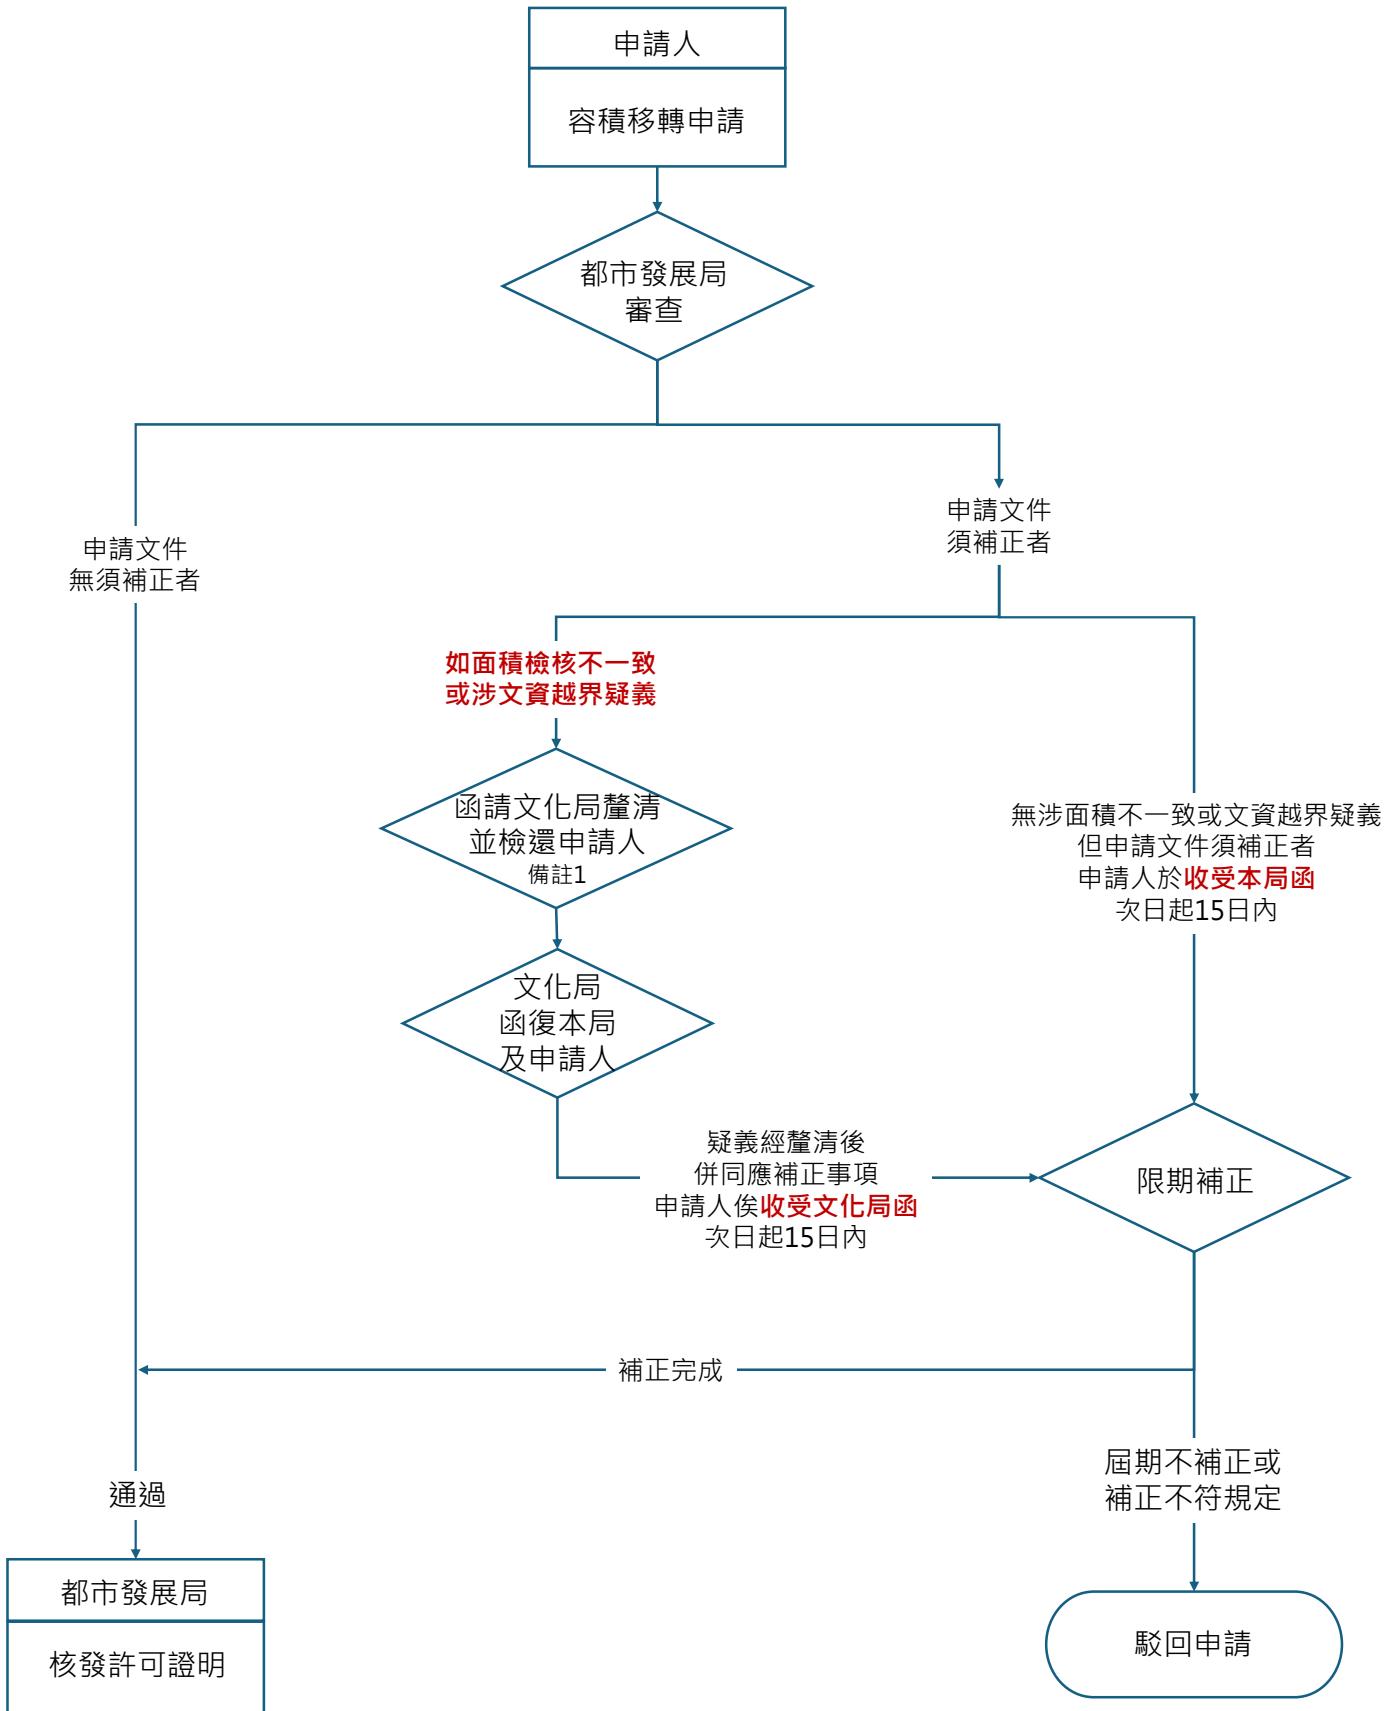 申請人
容積移轉申請
都市發展局
審查
申請文件
無須補正者
申請文件
須補正者
如面積檢核不一致
或涉文資越界疑義
函請文化局釐清
並檢還申請人
備註1
文化局
函復本局
及申請人
無涉面積不一致或文資越界疑義
但申請文件須補正者
申請人於收受本局函
次日起15日內
疑義經釐清後
併同應補正事項
申請人俟收受文化局函
次日起15日內
限期補正
補正完成
通過
屆期不補正或
補正不符規定
都市發展局
核發許可證明
駁回申請